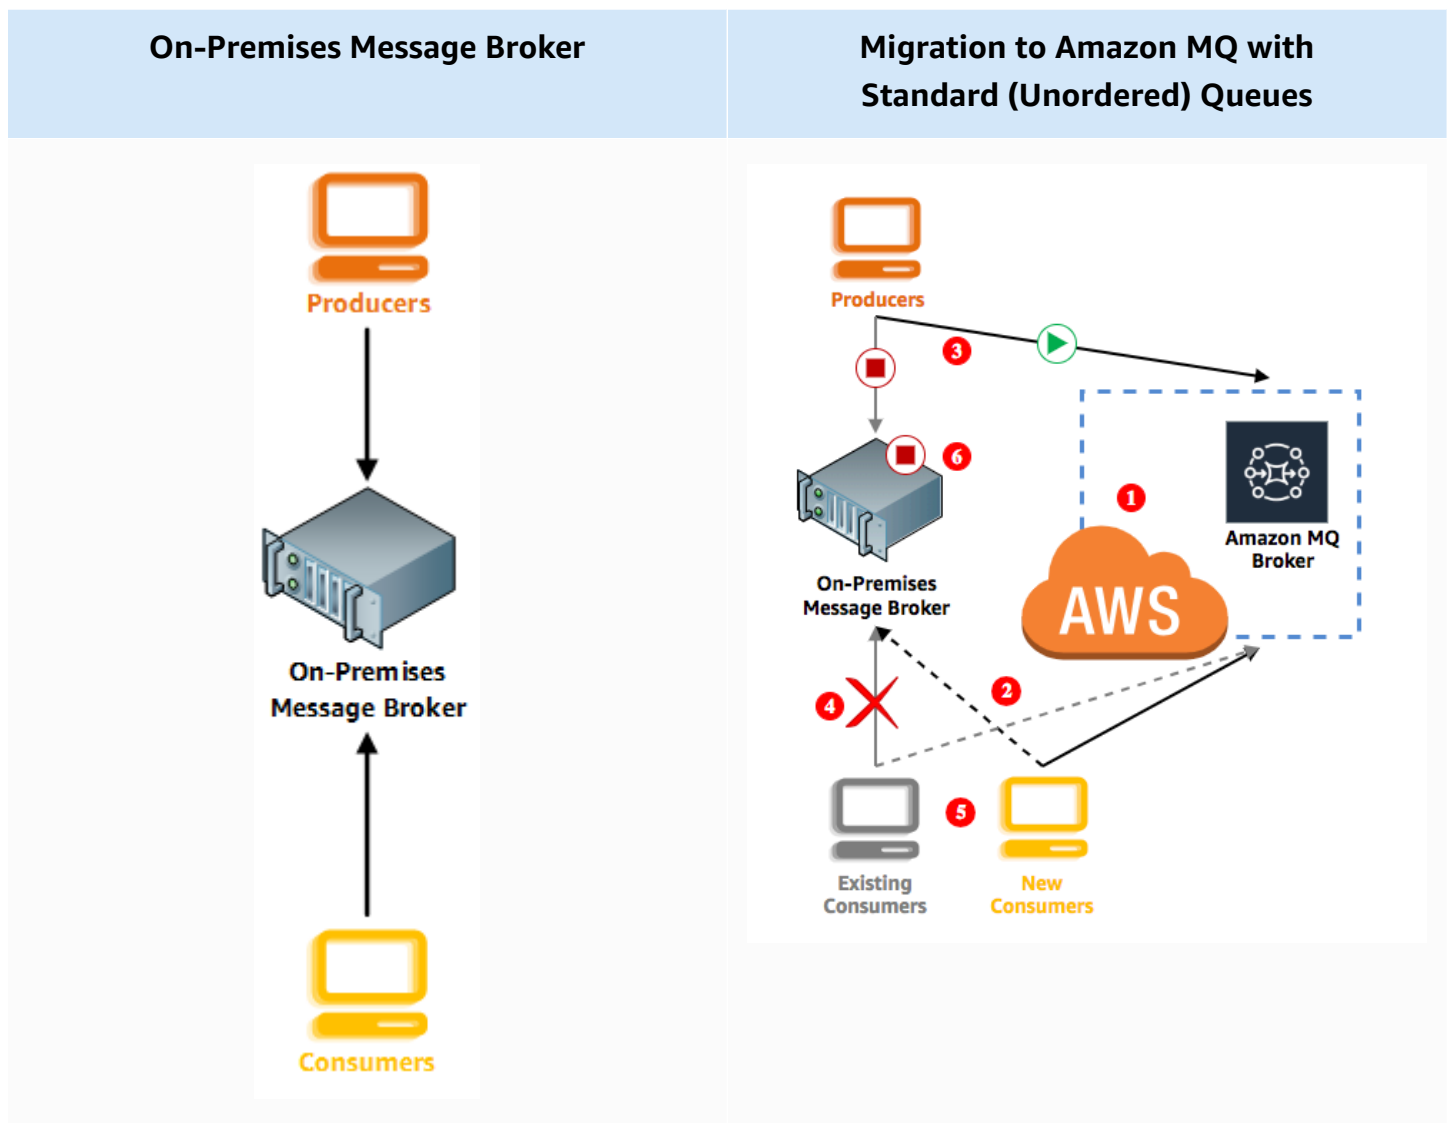 On-Premises Message Broker
Migration to Amazon MQ with
Standard (Unordered) Queues
Producers
On-Premises
Message Broker
Consumers
Producers
3
6
1
On-Premises
Message Broker
Amazon MQ
Broker
AWS
2
4
5
Existing
Consumers
New
Consumers